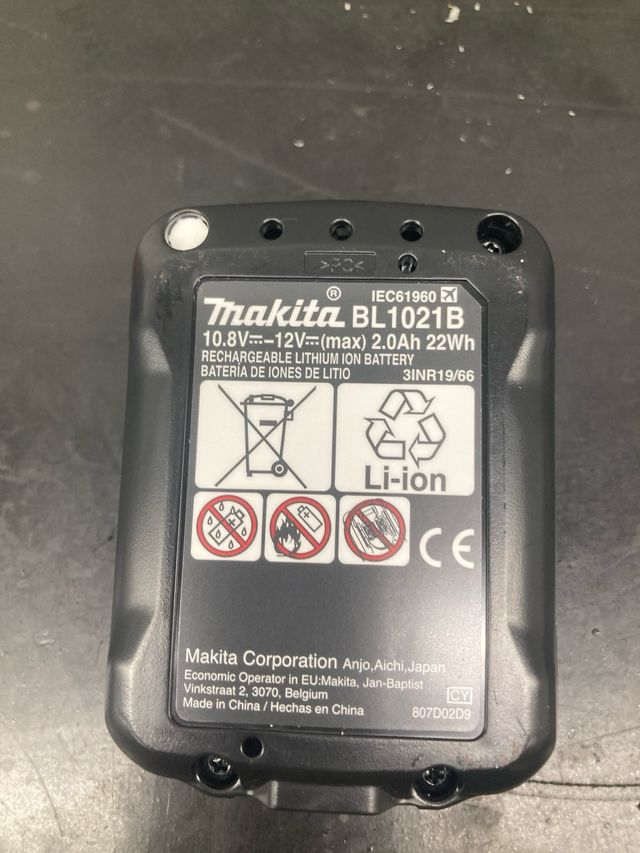 >PC<
IEC61960
makita® BL1021B
10.8V⎓-12V⎓(max) 2.0Ah 22Wh
RECHARGEABLE LITHIUM ION BATTERY
BATERÍA DE IONES DE LITIO 3INR19/66
Li-ion
CE
Makita Corporation Anjo,Aichi,Japan
Economic Operator in EU:Makita, Jan-Baptist
Vinkstraat 2, 3070, Belgium
CY
Made in China / Hechas en China 807D02D9